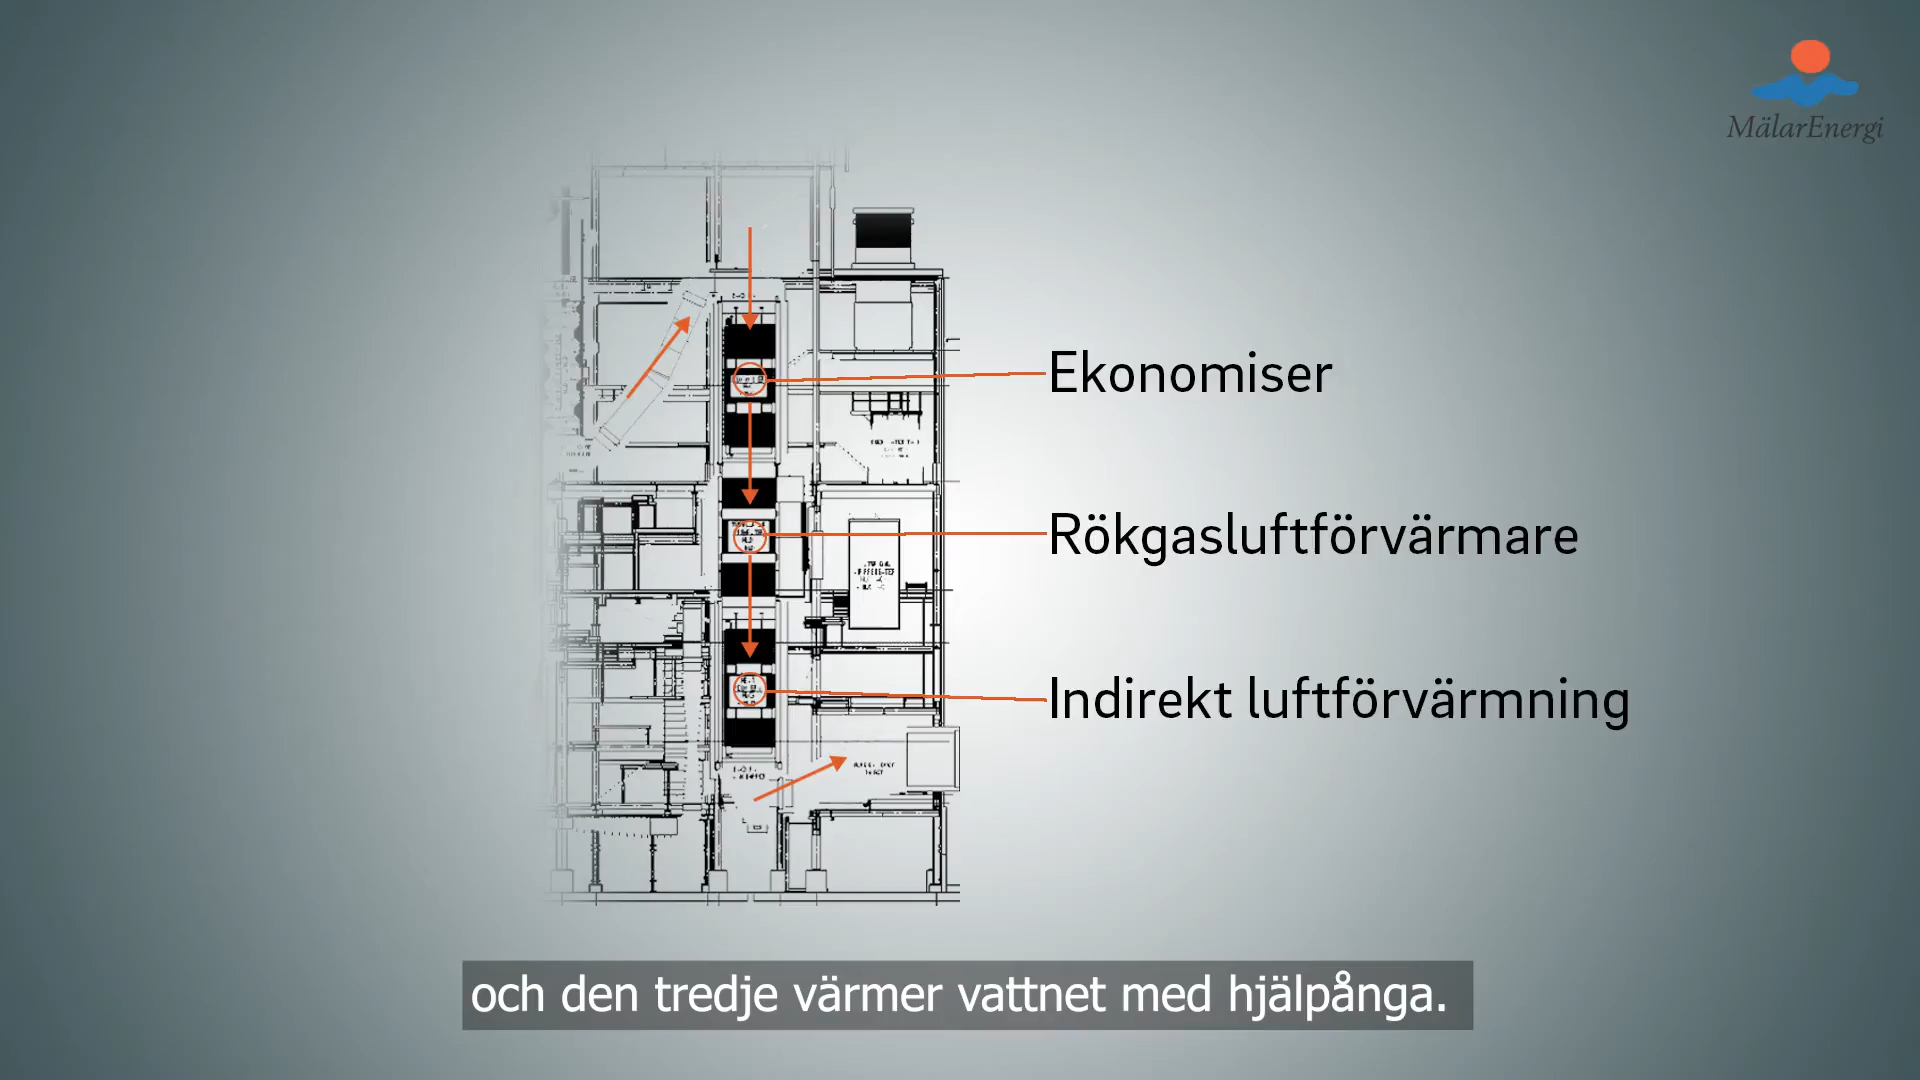 MälarEnergi
Ekonomiser
Rökgasluftförvärmare
Indirekt luftförvärmning
och den tredje värmer vattnet med hjälpånga.